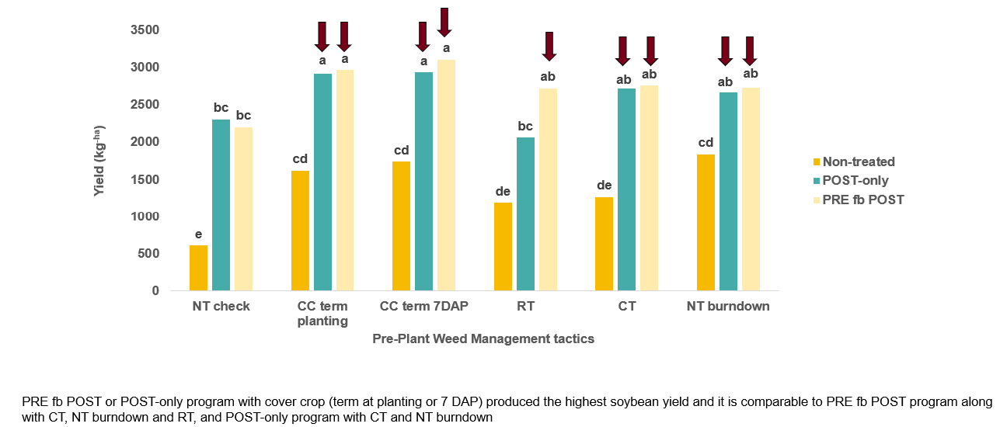 3500
3000
2500
2000
1500
1000
500
0
Yield (kg-ha)
a a
a a
ab
ab ab
ab ab
bc bc
cd
cd
bc
cd
e
de
de
NT check
CC term planting
CC term 7DAP
RT
CT
NT burndown
Pre-Plant Weed Management tactics
Non-treated
POST-only
PRE fb POST
PRE fb POST or POST-only program with cover crop (term at planting or 7 DAP) produced the highest soybean yield and it is comparable to PRE fb POST program along
with CT, NT burndown and RT, and POST-only program with CT and NT burndown